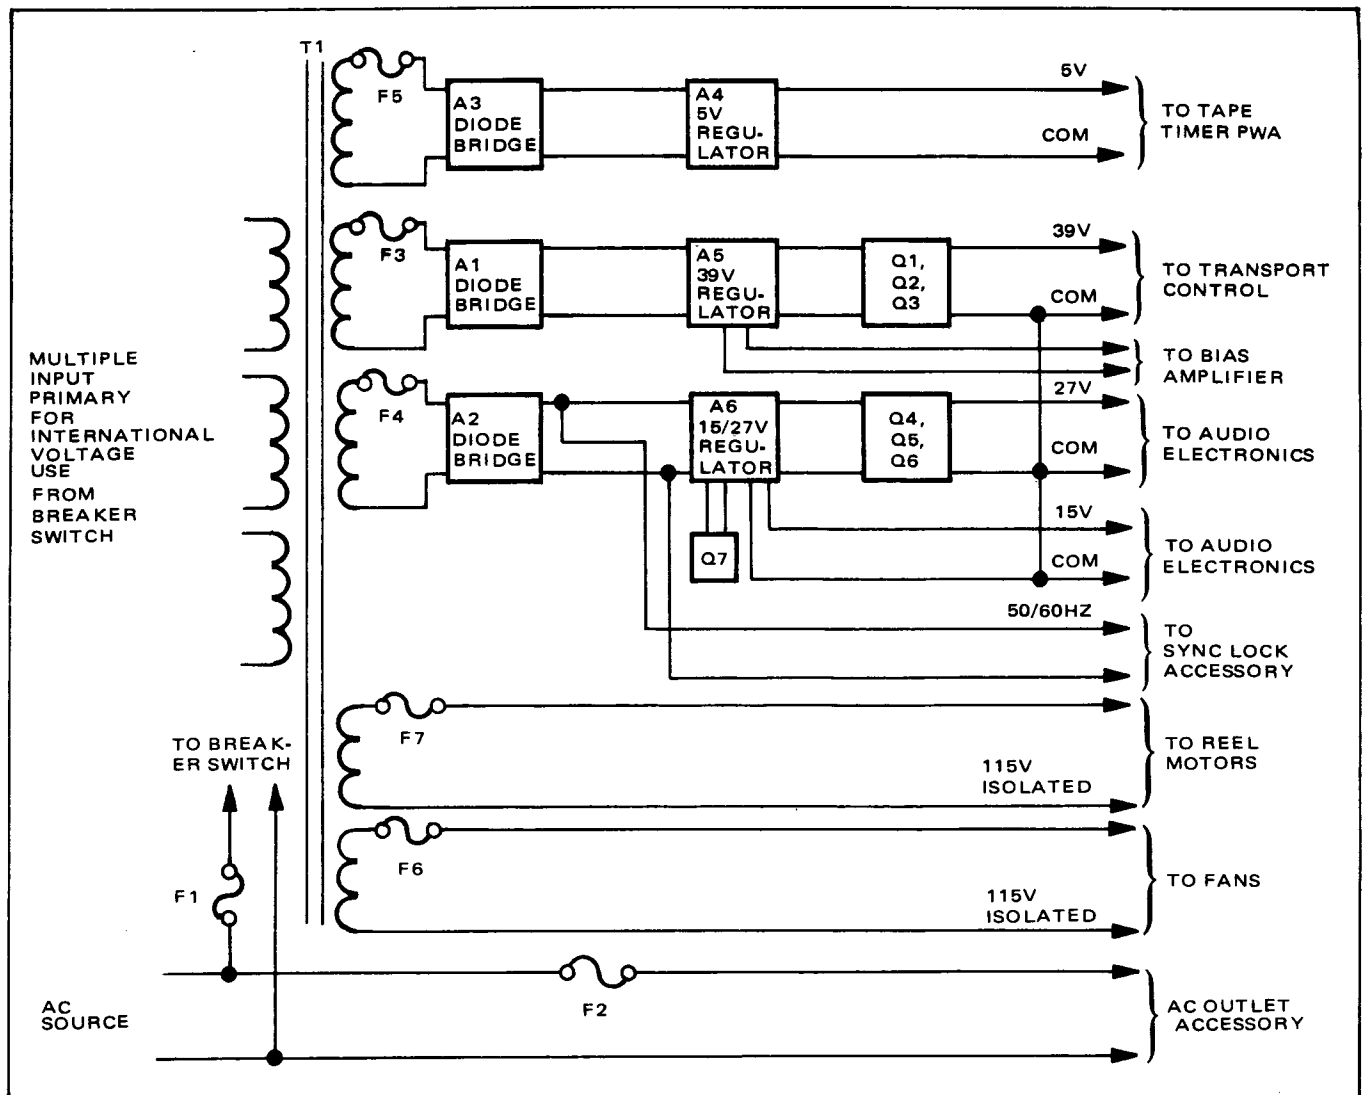 T1
F5
A3
DIODE
BRIDGE
A4
5V
REGU-
LATOR
5V
COM
TO TAPE
TIMER PWA
F3
A1
DIODE
BRIDGE
A5
39V
REGU-
LATOR
Q1,
Q2,
Q3
39V
COM
TO TRANSPORT
CONTROL
TO BIAS
AMPLIFIER
MULTIPLE
INPUT
PRIMARY
FOR
INTERNATIONAL
VOLTAGE
USE
FROM
BREAKER
SWITCH
F4
A2
DIODE
BRIDGE
A6
15/27V
REGU-
LATOR
Q4,
Q5,
Q6
27V
COM
TO AUDIO
ELECTRONICS
Q7
15V
COM
TO AUDIO
ELECTRONICS
50/60HZ
TO
SYNC LOCK
ACCESSORY
F7
115V
ISOLATED
TO REEL
MOTORS
TO BREAK-
ER SWITCH
F6
115V
ISOLATED
TO FANS
F1
F2
AC
SOURCE
AC OUTLET
ACCESSORY